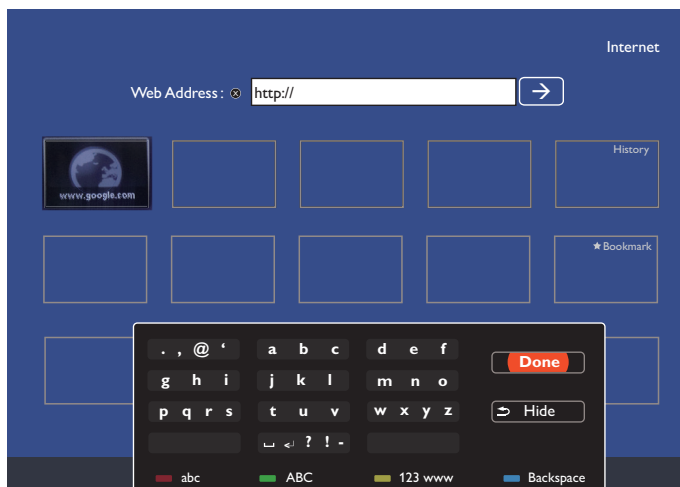 Internet
Web Address : ⓧ http:// →
www.google.com
History
★Bookmark
. , @ ‘ a b c d e f
Done
g h i j k l m n o
p q r s t u v w x y z
Hide
␣ ↵ ? ! -
abc ABC 123 www Backspace